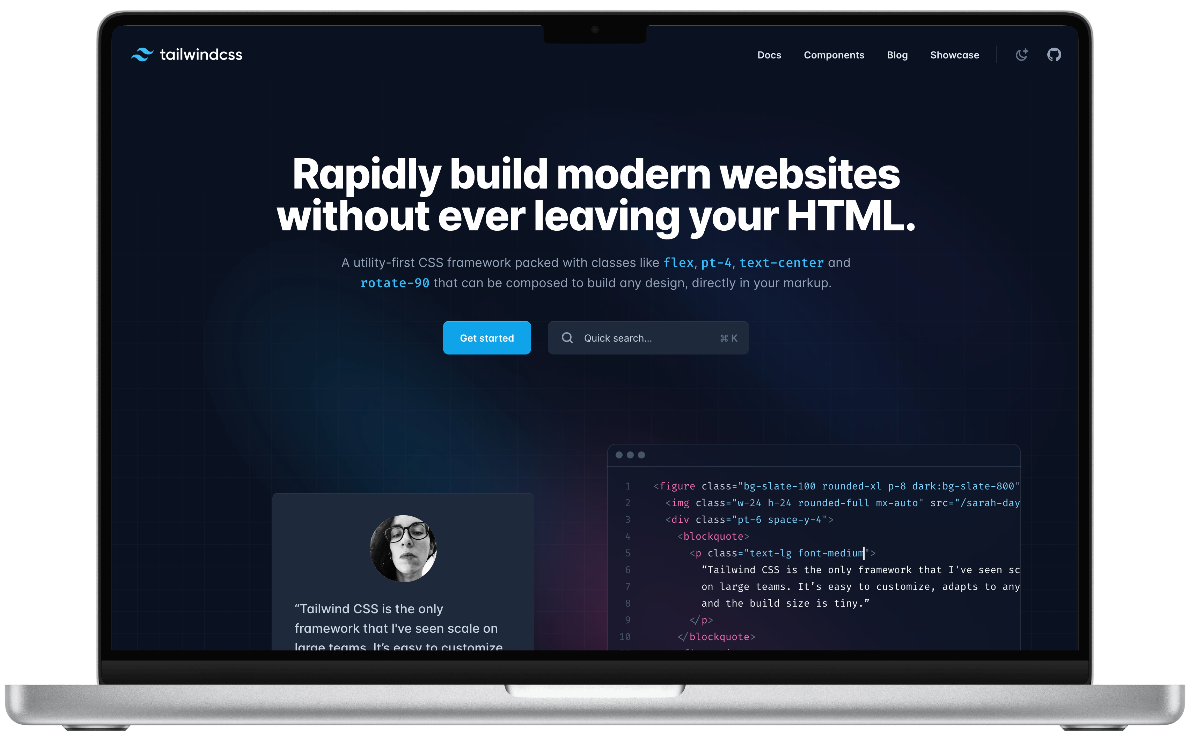 tailwindcss
Docs Components Blog Showcase
Rapidly build modern websites
without ever leaving your HTML.
A utility-first CSS framework packed with classes like flex, pt-4, text-center and
rotate-90 that can be composed to build any design, directly in your markup.
Get started
Quick search... ⌘ K
1 <figure class="bg-slate-100 rounded-xl p-8 dark:bg-slate-800"
2 <img class="w-24 h-24 rounded-full mx-auto" src="/sarah-day
3 <div class="pt-6 space-y-4">
4 <blockquote>
5 <p class="text-lg font-medium">
6 “Tailwind CSS is the only framework that I've seen sc
7 on large teams. It’s easy to customize, adapts to any
8 and the build size is tiny.”
9 </p>
10 </blockquote>
“Tailwind CSS is the only
framework that I've seen scale on
large teams. It’s easy to customize